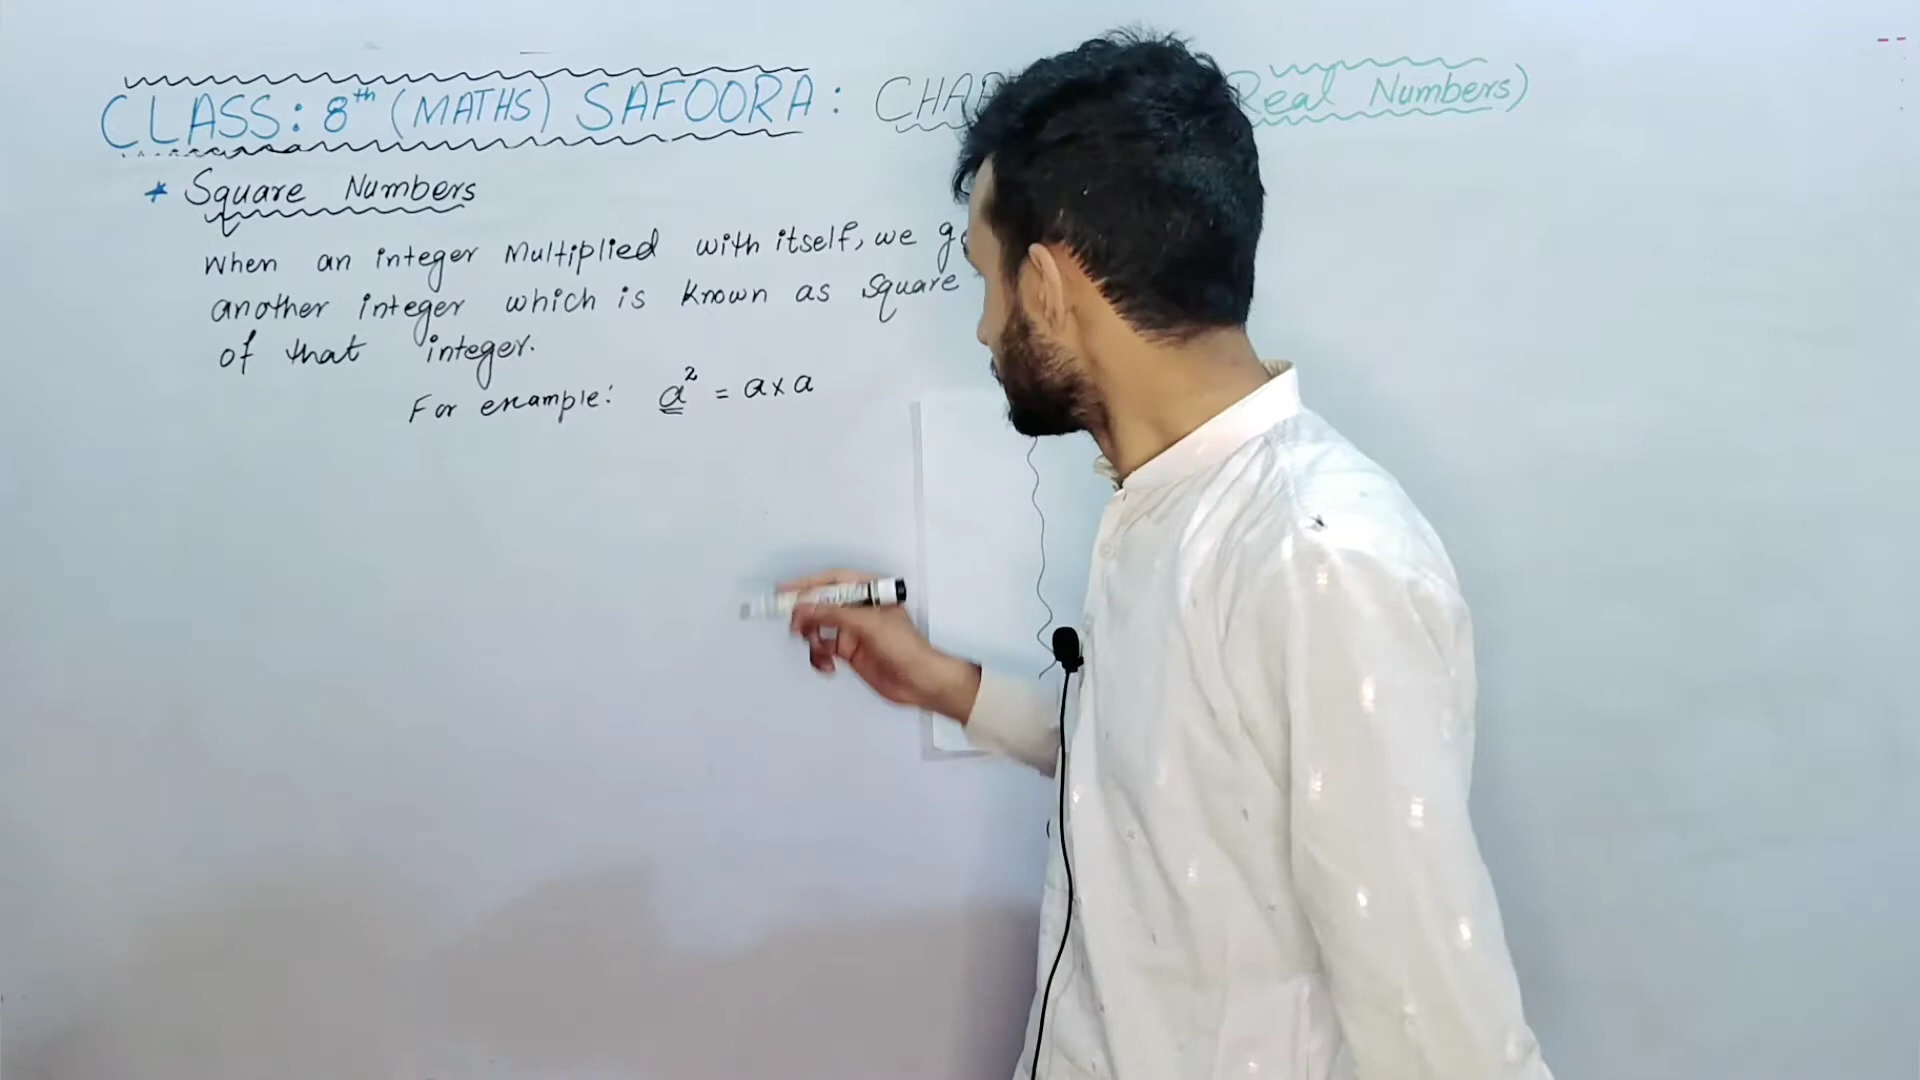 CLASS: 8th (MATHS) SAFOORA: Real Numbers)
* Square Numbers
When an integer Multiplied with itself, we
another integer which is known as square
of that integer.
For example: a² = a x a